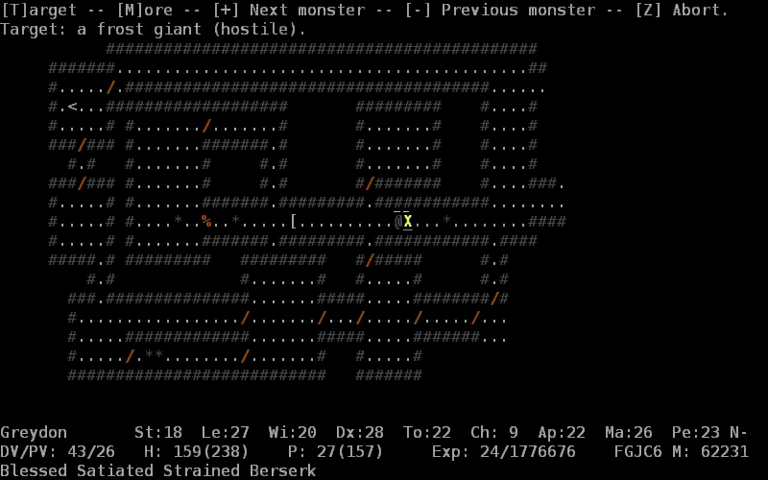 [T]arget -- [M]ore -- [+] Next monster -- [-] Previous monster -- [Z] Abort.
Target: a frost giant (hostile).
Greydon St:18 Le:27 Wi:20 Dx:28 To:22 Ch: 9 Ap:22 Ma:26 Pe:23 N-
DV/PV: 43/26 H: 159(238) P: 27(157) Exp: 24/1776676 FGJC6 M: 62231
Blessed Satiated Strained Berserk